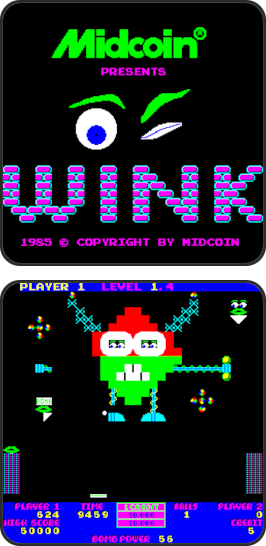 Midcoin®
PRESENTS
WINK
1985 © COPYRIGHT BY MIDCOIN
PLAYER 1 LEVEL 1.4
PLAYER 1 TIME BALLS PLAYER 2
624 9459 1 0
HIGH SCORE CREDIT
50000 5
BOMB POWER 56